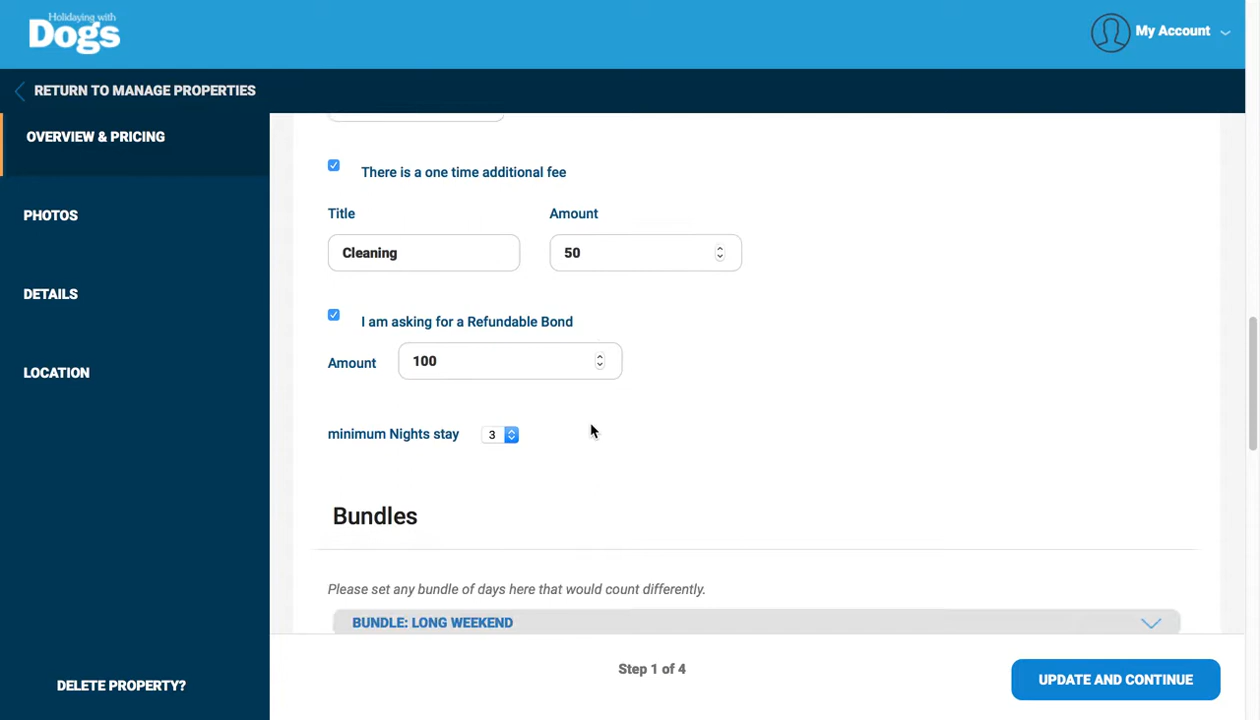 Holidaying with
Dogs
My Account
RETURN TO MANAGE PROPERTIES
OVERVIEW & PRICING
PHOTOS
DETAILS
LOCATION
DELETE PROPERTY?
There is a one time additional fee
Title Amount
Cleaning 50
I am asking for a Refundable Bond
Amount 100
minimum Nights stay 3
Bundles
Please set any bundle of days here that would count differently.
BUNDLE: LONG WEEKEND
Step 1 of 4
UPDATE AND CONTINUE